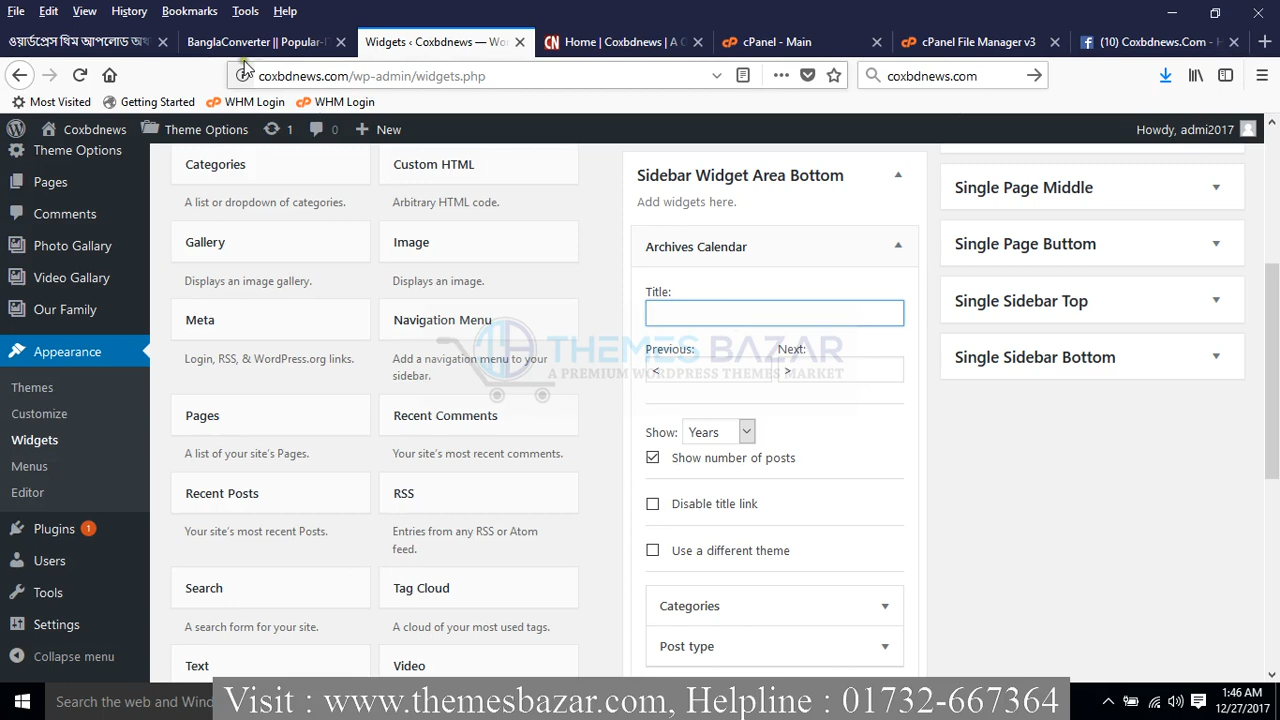 File Edit View History Bookmarks Tools Help
ওয়ার্ডপ্রেস থিম আপলোড অথ
BanglaConverter || Popular-I
Widgets ‹ Coxbdnews — Wor
Home | Coxbdnews | A C
cPanel - Main
cPanel File Manager v3
(10) Coxbdnews.Com - H
coxbdnews.com/wp-admin/widgets.php
coxbdnews.com
Most Visited Getting Started WHM Login WHM Login
Coxbdnews Theme Options 1 0 New Howdy, admi2017
Theme Options
Pages
Comments
Photo Gallary
Video Gallary
Our Family
Appearance
Themes
Customize
Widgets
Menus
Editor
Plugins 1
Users
Tools
Settings
Collapse menu
Categories
A list or dropdown of categories.
Custom HTML
Arbitrary HTML code.
Gallery
Displays an image gallery.
Image
Displays an image.
Meta
Login, RSS, & WordPress.org links.
Navigation Menu
Add a navigation menu to your
sidebar.
Pages
A list of your site's Pages.
Recent Comments
Your site's most recent comments.
Recent Posts
Your site's most recent Posts.
RSS
Entries from any RSS or Atom
feed.
Search
A search form for your site.
Tag Cloud
A cloud of your most used tags.
Text
Video
Sidebar Widget Area Bottom
Add widgets here.
Archives Calendar
Title:
Previous: Next:
< >
Show: Years
Show number of posts
Disable title link
Use a different theme
Categories
Post type
Single Page Middle
Single Page Buttom
Single Sidebar Top
Single Sidebar Bottom
THEMES BAZAR
A PREMIUM WORDPRESS THEMES MARKET
Search the web and Windows
Visit : www.themesbazar.com, Helpline : 01732-667364
1:46 AM
12/27/2017